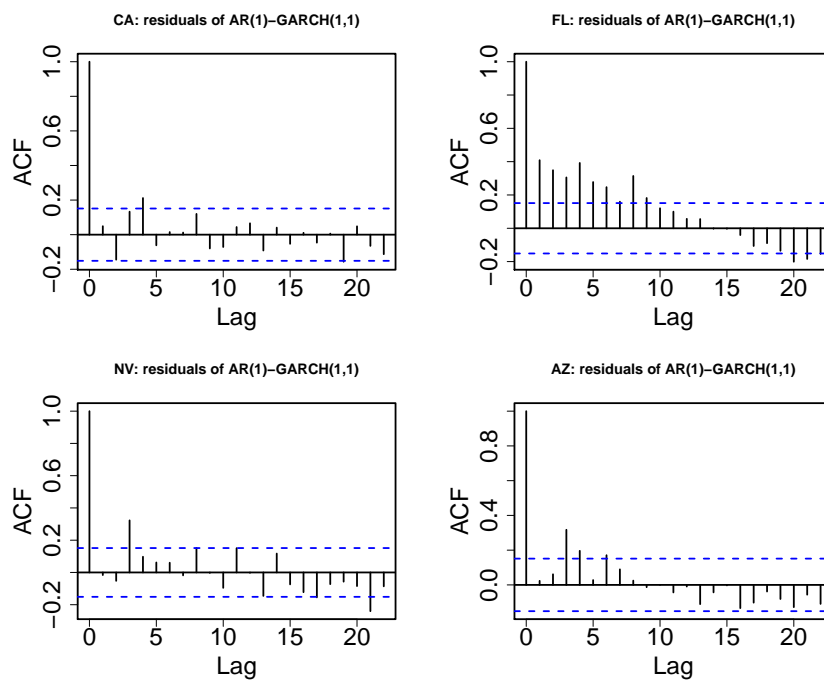 CA: residuals of AR(1)−GARCH(1,1)
ACF
−0.2 0.2 0.6 1.0
0 5 10 15 20
Lag
FL: residuals of AR(1)−GARCH(1,1)
ACF
−0.2 0.2 0.6 1.0
0 5 10 15 20
Lag
NV: residuals of AR(1)−GARCH(1,1)
ACF
−0.2 0.2 0.6 1.0
0 5 10 15 20
Lag
AZ: residuals of AR(1)−GARCH(1,1)
ACF
0.0 0.4 0.8
0 5 10 15 20
Lag